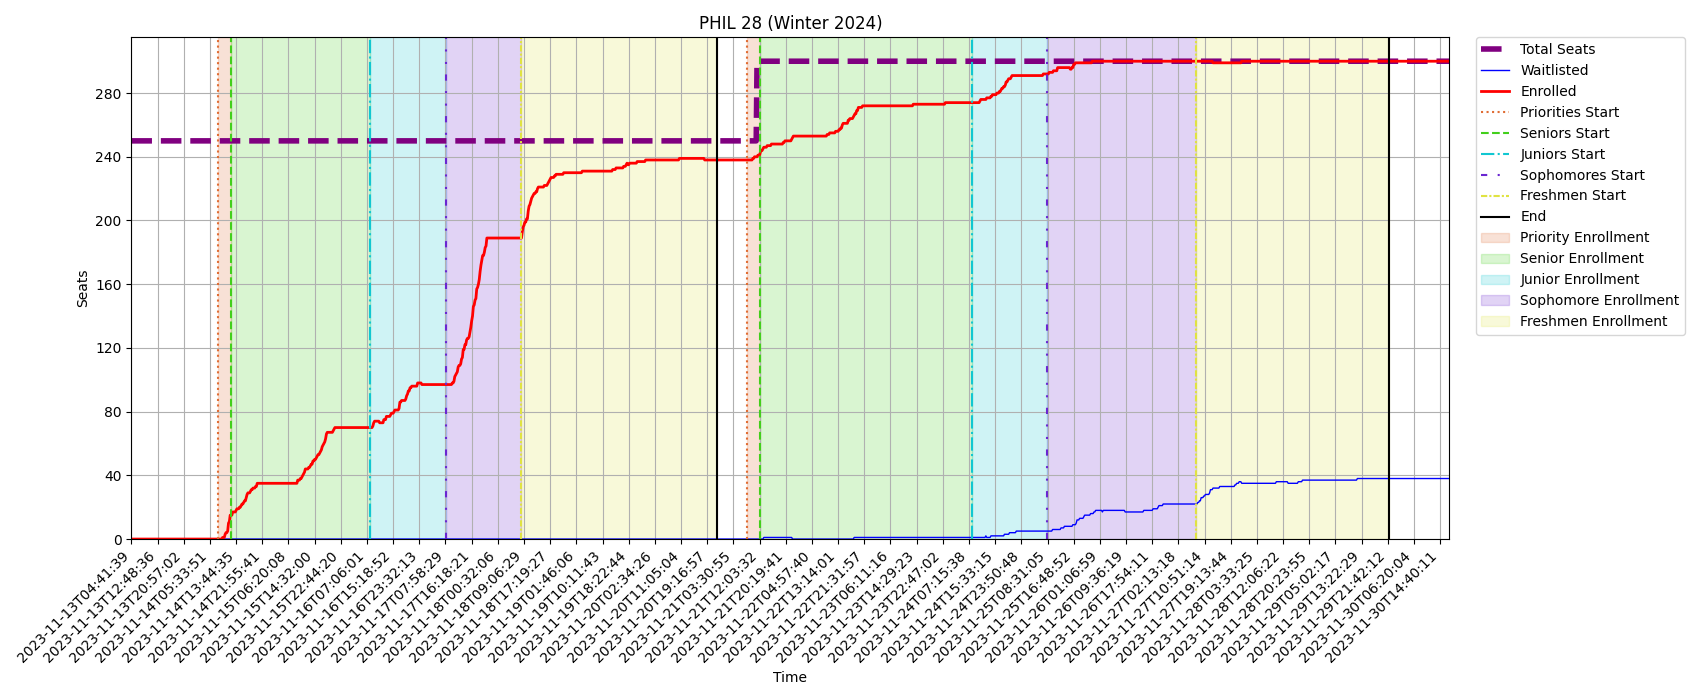 PHIL 28 (Winter 2024)
Seats
280
240
200
160
120
80
40
0
2023-11-13T04:41:39
2023-11-13T12:48:36
2023-11-13T20:57:02
2023-11-14T05:33:51
2023-11-14T13:44:35
2023-11-14T21:55:41
2023-11-15T06:20:08
2023-11-15T14:32:00
2023-11-15T22:44:20
2023-11-16T07:06:01
2023-11-16T15:18:52
2023-11-16T23:32:13
2023-11-17T07:58:29
2023-11-17T16:18:21
2023-11-18T00:32:06
2023-11-18T09:06:29
2023-11-18T17:19:27
2023-11-19T01:46:06
2023-11-19T10:11:43
2023-11-19T18:22:44
2023-11-20T02:34:26
2023-11-20T11:05:04
2023-11-20T19:16:57
2023-11-21T03:30:55
2023-11-21T12:03:32
2023-11-21T20:19:41
2023-11-22T04:57:40
2023-11-22T13:14:01
2023-11-22T21:31:57
2023-11-23T06:11:16
2023-11-23T14:29:23
2023-11-23T22:47:02
2023-11-24T07:15:38
2023-11-24T15:33:15
2023-11-24T23:50:48
2023-11-25T08:31:05
2023-11-25T16:48:52
2023-11-26T01:06:59
2023-11-26T09:36:19
2023-11-26T17:54:11
2023-11-27T02:13:18
2023-11-27T10:51:14
2023-11-27T19:13:44
2023-11-28T03:33:25
2023-11-28T12:06:22
2023-11-28T20:23:55
2023-11-29T05:02:17
2023-11-29T13:22:29
2023-11-29T21:42:12
2023-11-30T06:20:04
2023-11-30T14:40:11
Time
Total Seats
Waitlisted
Enrolled
Priorities Start
Seniors Start
Juniors Start
Sophomores Start
Freshmen Start
End
Priority Enrollment
Senior Enrollment
Junior Enrollment
Sophomore Enrollment
Freshmen Enrollment